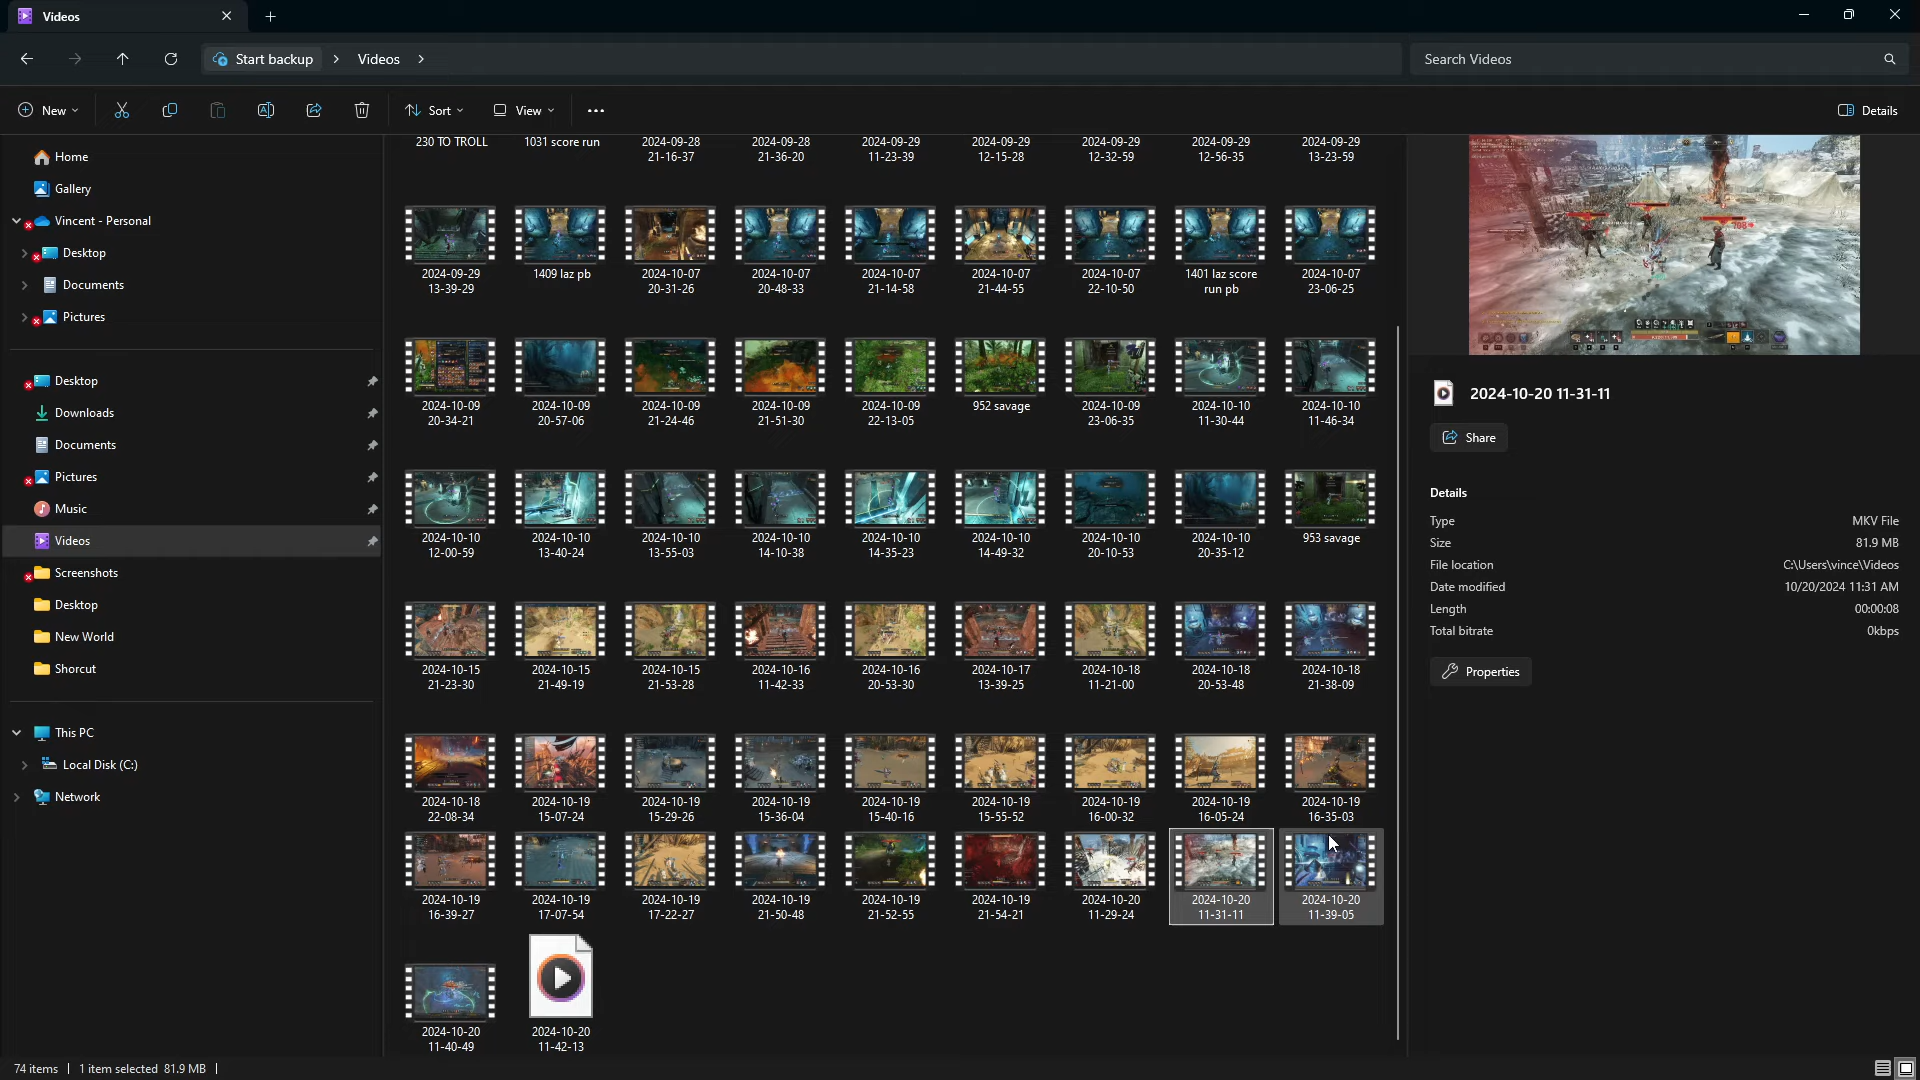 Videos
Start backup
Videos
Search Videos
New
Sort
View
Details
Home
Gallery
Vincent - Personal
Desktop
Documents
Pictures
Desktop
Downloads
Documents
Pictures
Music
Videos
Screenshots
Desktop
New World
Shorcut
This PC
Local Disk (C:)
Network
230 TO TROLL
1031 score run
2024-09-28
21-16-37
2024-09-28
21-36-20
2024-09-29
11-23-39
2024-09-29
12-15-28
2024-09-29
12-32-59
2024-09-29
12-56-35
2024-09-29
13-23-59
2024-09-29
13-39-29
1409 laz pb
2024-10-07
20-31-26
2024-10-07
20-48-33
2024-10-07
21-14-58
2024-10-07
21-44-55
2024-10-07
22-10-50
1401 laz score
run pb
2024-10-07
23-06-25
2024-10-09
20-34-21
2024-10-09
20-57-06
2024-10-09
21-24-46
2024-10-09
21-51-30
2024-10-09
22-13-05
952 savage
2024-10-09
23-06-35
2024-10-10
11-30-44
2024-10-10
11-46-34
2024-10-10
12-00-59
2024-10-10
13-40-24
2024-10-10
13-55-03
2024-10-10
14-10-38
2024-10-10
14-35-23
2024-10-10
14-49-32
2024-10-10
20-10-53
2024-10-10
20-35-12
953 savage
2024-10-15
21-23-30
2024-10-15
21-49-19
2024-10-15
21-53-28
2024-10-16
11-42-33
2024-10-16
20-53-30
2024-10-17
13-39-25
2024-10-18
11-21-00
2024-10-18
20-53-48
2024-10-18
21-38-09
2024-10-18
22-08-34
2024-10-19
15-07-24
2024-10-19
15-29-26
2024-10-19
15-36-04
2024-10-19
15-40-16
2024-10-19
15-55-52
2024-10-19
16-00-32
2024-10-19
16-05-24
2024-10-19
16-35-03
2024-10-19
16-39-27
2024-10-19
17-07-54
2024-10-19
17-22-27
2024-10-19
21-50-48
2024-10-19
21-52-55
2024-10-19
21-54-21
2024-10-20
11-29-24
2024-10-20
11-31-11
2024-10-20
11-39-05
2024-10-20
11-40-49
2024-10-20
11-42-13
2024-10-20 11-31-11
Share
Details
Type MKV File
Size 81.9 MB
File location C:\Users\vince\Videos
Date modified 10/20/2024 11:31 AM
Length 00:00:08
Total bitrate 0kbps
Properties
74 items
1 item selected 81.9 MB